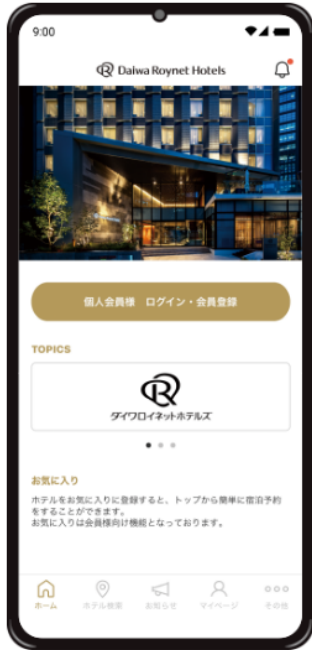 9:00
Daiwa Roynet Hotels
個人会員様 ログイン・会員登録
TOPICS
ダイワロイネットホテルズ
お気に入り
ホテルをお気に入りに登録すると、トップから簡単に宿泊予約
をすることができます。
お気に入りは会員様向け機能となっております。
ホーム ホテル検索 お知らせ マイページ その他